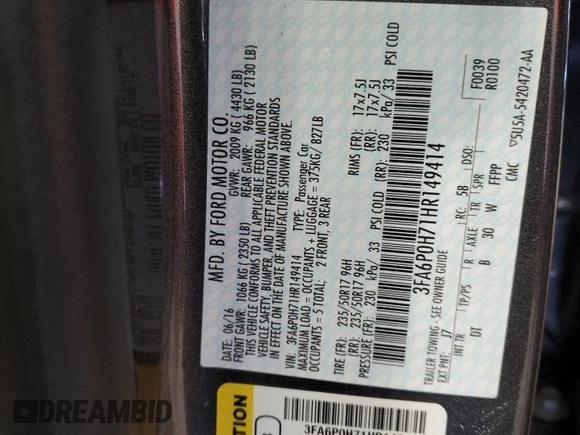 MFD. BY FORD MOTOR CO.
DATE: 06/16 GVWR: 2009 KG (4430 LB)
FRONT GAWR: 1066 KG (2350 LB) REAR GAWR: 966 KG (2130 LB)
THIS VEHICLE CONFORMS TO ALL APPLICABLE FEDERAL MOTOR
VEHICLE SAFETY, BUMPER, AND THEFT PREVENTION STANDARDS
IN EFFECT ON THE DATE OF MANUFACTURE SHOWN ABOVE.
VIN: 3FA6P0H71HR149414 TYPE: Passenger Car
MAXIMUM LOAD = OCCUPANTS + LUGGAGE = 375KG/ 827LB
OCCUPANTS = 5 TOTAL; 2 FRONT, 3 REAR
TIRE (FR): 235/50R17 96H RIMS (FR): 17x7.5J
(RR): 235/50R17 96H (RR): 17x7.5J
PRESSURE (FR): 230 kPa/ 33 PSI COLD (RR): 230 kPa/ 33 PSI COLD
3FA6P0H71HR149414
F0039
R0100
TRAILER TOWING - SEE OWNER GUIDE
EXT PNT: J7 RC: 58 DSO:
INT TR TP/PS R AXLE TR SPR
DT B 30 W FFPP
CMC ▽5U5A-5420472-AA
DREAMBID